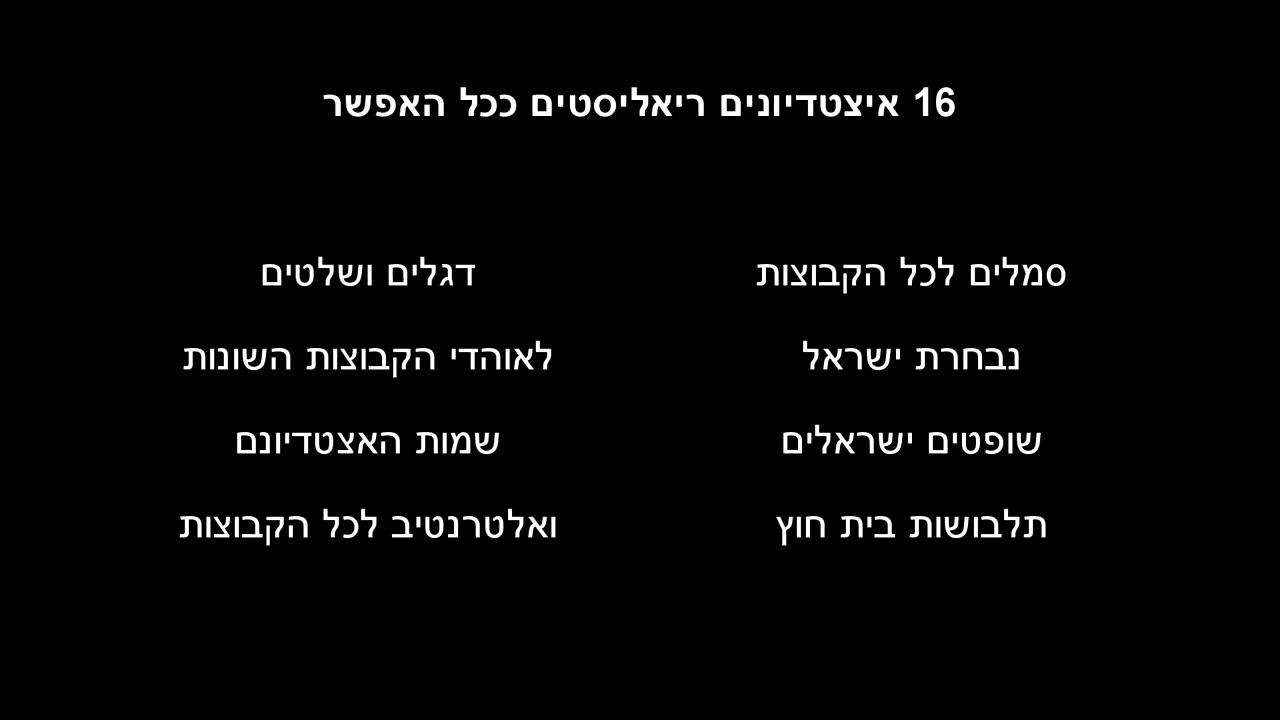 16 איצטדיונים ריאליסטים ככל האפשר
סמלים לכל הקבוצות
נבחרת ישראל
שופטים ישראלים
תלבושות בית חוץ
דגלים ושלטים
לאוהדי הקבוצות השונות
שמות האצטדיונם
ואלטרנטיב לכל הקבוצות